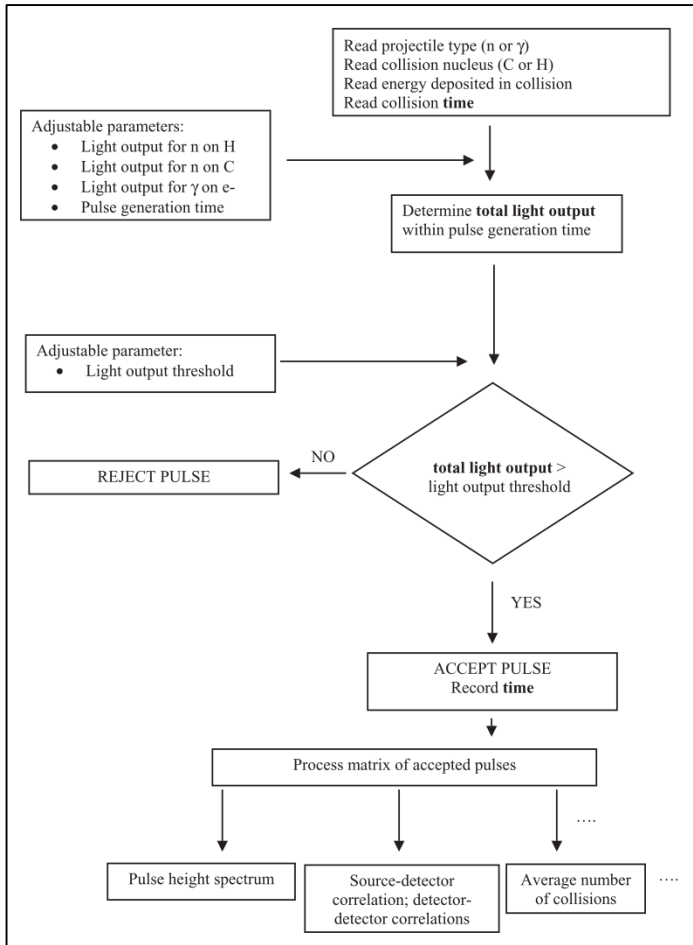 Read projectile type (n or γ)
Read collision nucleus (C or H)
Read energy deposited in collision
Read collision time
Adjustable parameters:
• Light output for n on H
• Light output for n on C
• Light output for γ on e-
• Pulse generation time
Determine total light output
within pulse generation time
Adjustable parameter:
• Light output threshold
total light output >
light output threshold
NO
REJECT PULSE
YES
ACCEPT PULSE
Record time
Process matrix of accepted pulses
....
Pulse height spectrum
Source-detector
correlation; detector-
detector correlations
Average number
of collisions
....